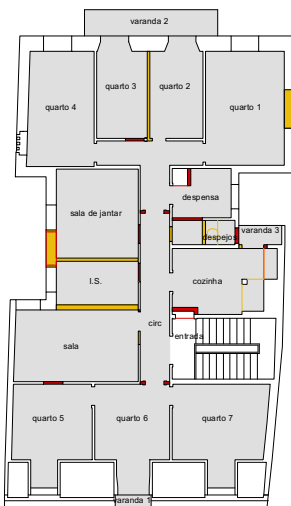 varanda 2
quarto 3
quarto 2
quarto 4
quarto 1
despensa
sala de jantar
varanda 3
despejos
I.S.
cozinha
circ
entrada
sala
quarto 5
quarto 6
quarto 7
varanda 1